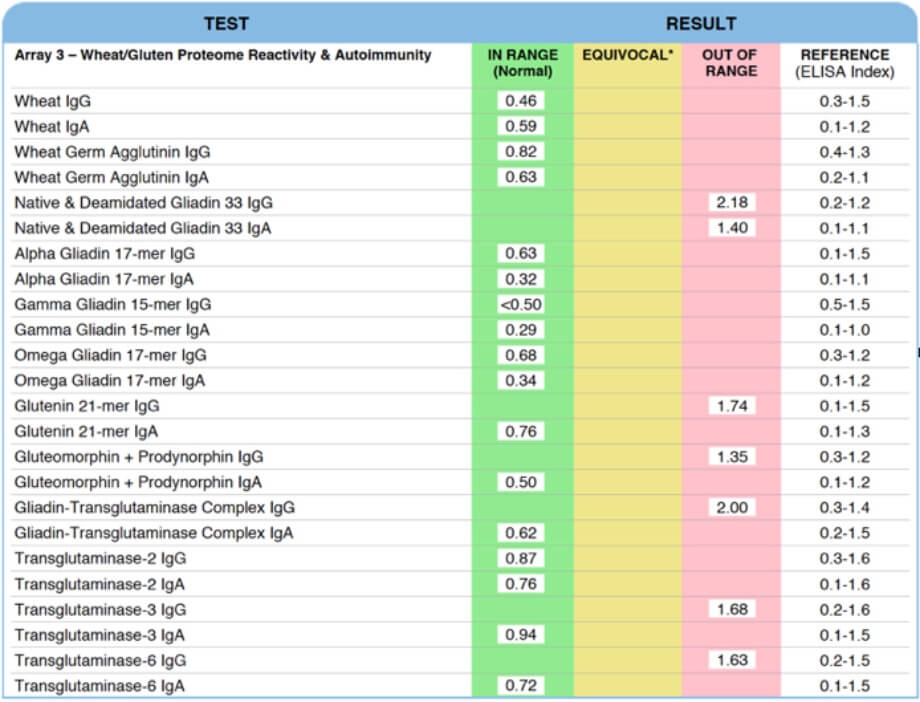 TEST RESULT
Array 3 – Wheat/Gluten Proteome Reactivity & Autoimmunity IN RANGE (Normal) EQUIVOCAL* OUT OF RANGE REFERENCE (ELISA Index)
Wheat IgG 0.46 0.3-1.5
Wheat IgA 0.59 0.1-1.2
Wheat Germ Agglutinin IgG 0.82 0.4-1.3
Wheat Germ Agglutinin IgA 0.63 0.2-1.1
Native & Deamidated Gliadin 33 IgG 2.18 0.2-1.2
Native & Deamidated Gliadin 33 IgA 1.40 0.1-1.1
Alpha Gliadin 17-mer IgG 0.63 0.1-1.5
Alpha Gliadin 17-mer IgA 0.32 0.1-1.1
Gamma Gliadin 15-mer IgG <0.50 0.5-1.5
Gamma Gliadin 15-mer IgA 0.29 0.1-1.0
Omega Gliadin 17-mer IgG 0.68 0.3-1.2
Omega Gliadin 17-mer IgA 0.34 0.1-1.2
Glutenin 21-mer IgG 1.74 0.1-1.5
Glutenin 21-mer IgA 0.76 0.1-1.3
Gluteomorphin + Prodynorphin IgG 1.35 0.3-1.2
Gluteomorphin + Prodynorphin IgA 0.50 0.1-1.2
Gliadin-Transglutaminase Complex IgG 2.00 0.3-1.4
Gliadin-Transglutaminase Complex IgA 0.62 0.2-1.5
Transglutaminase-2 IgG 0.87 0.3-1.6
Transglutaminase-2 IgA 0.76 0.1-1.6
Transglutaminase-3 IgG 1.68 0.2-1.6
Transglutaminase-3 IgA 0.94 0.1-1.5
Transglutaminase-6 IgG 1.63 0.2-1.5
Transglutaminase-6 IgA 0.72 0.1-1.5